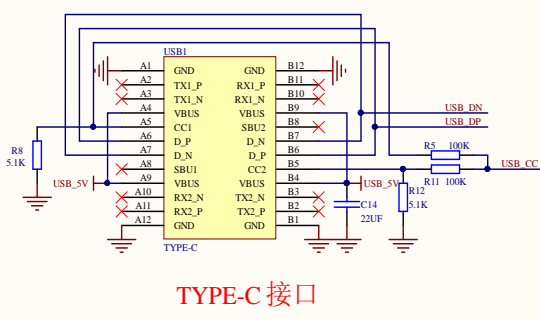 USB1
A1 GND GND B12
A2 TX1_P RX1_P B11
A3 TX1_N RX1_N B10
A4 VBUS VBUS B9
USB_DN
A5 CC1 SBU2 B8
USB_DP
A6 D_P D_N B7
R8
5.1K
A7 D_N D_P B6
R5 100K
A8 SBU1 CC2 B5
USB_CC
R11 100K
USB_5V
A9 VBUS VBUS B4
USB_5V
A10 RX2_N TX2_N B3
R12
5.1K
A11 RX2_P TX2_P B2
C14
22UF
A12 GND GND B1
TYPE-C
TYPE-C 接口